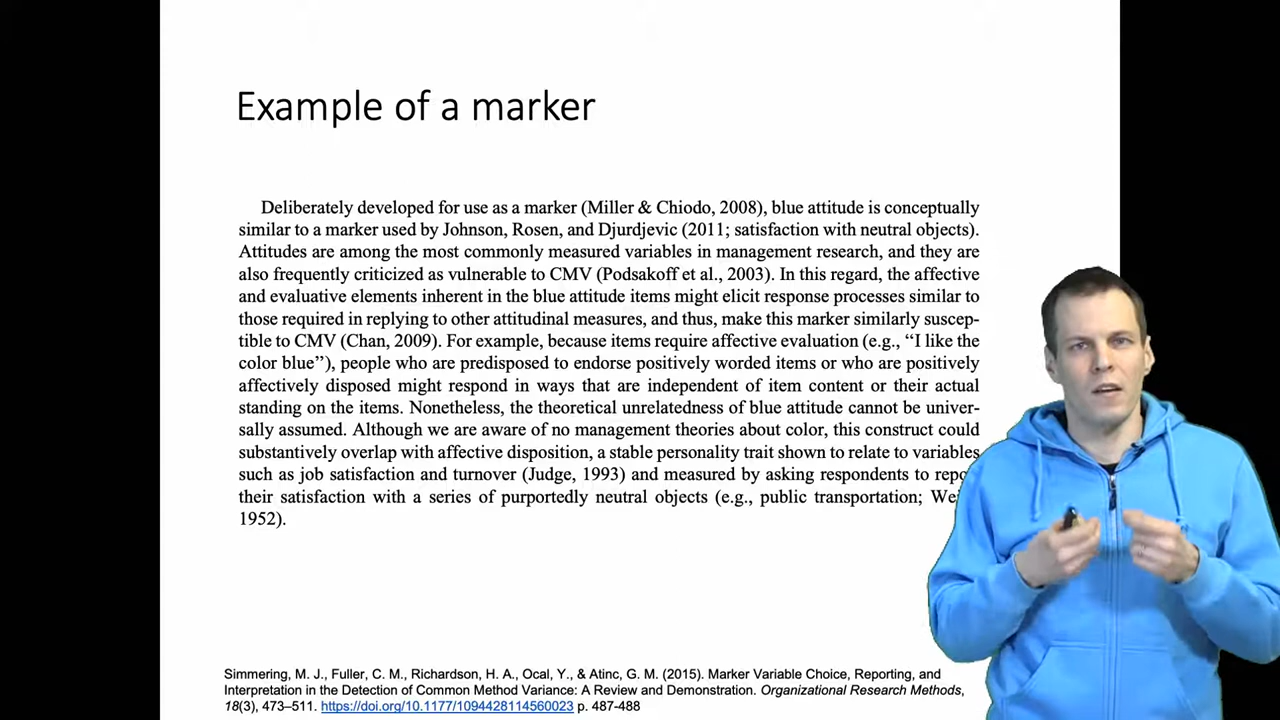 Example of a marker
Deliberately developed for use as a marker (Miller & Chiodo, 2008), blue attitude is conceptually
similar to a marker used by Johnson, Rosen, and Djurdjevic (2011; satisfaction with neutral objects).
Attitudes are among the most commonly measured variables in management research, and they are
also frequently criticized as vulnerable to CMV (Podsakoff et al., 2003). In this regard, the affective
and evaluative elements inherent in the blue attitude items might elicit response processes similar to
those required in replying to other attitudinal measures, and thus, make this marker similarly suscep-
tible to CMV (Chan, 2009). For example, because items require affective evaluation (e.g., ‘‘I like the
color blue’’), people who are predisposed to endorse positively worded items or who are positively
affectively disposed might respond in ways that are independent of item content or their actual
standing on the items. Nonetheless, the theoretical unrelatedness of blue attitude cannot be univer-
sally assumed. Although we are aware of no management theories about color, this construct could
substantively overlap with affective disposition, a stable personality trait shown to relate to variables
such as job satisfaction and turnover (Judge, 1993) and measured by asking respondents to
their satisfaction with a series of purportedly neutral objects (e.g., public transportation;
1952).
Simmering, M. J., Fuller, C. M., Richardson, H. A., Ocal, Y., & Atinc, G. M. (2015). Marker Variable Choice, Reporting, and
Interpretation in the Detection of Common Method Variance: A Review and Demonstration. Organizational Research Methods,
18(3), 473–511. https://doi.org/10.1177/1094428114560023 p. 487-488